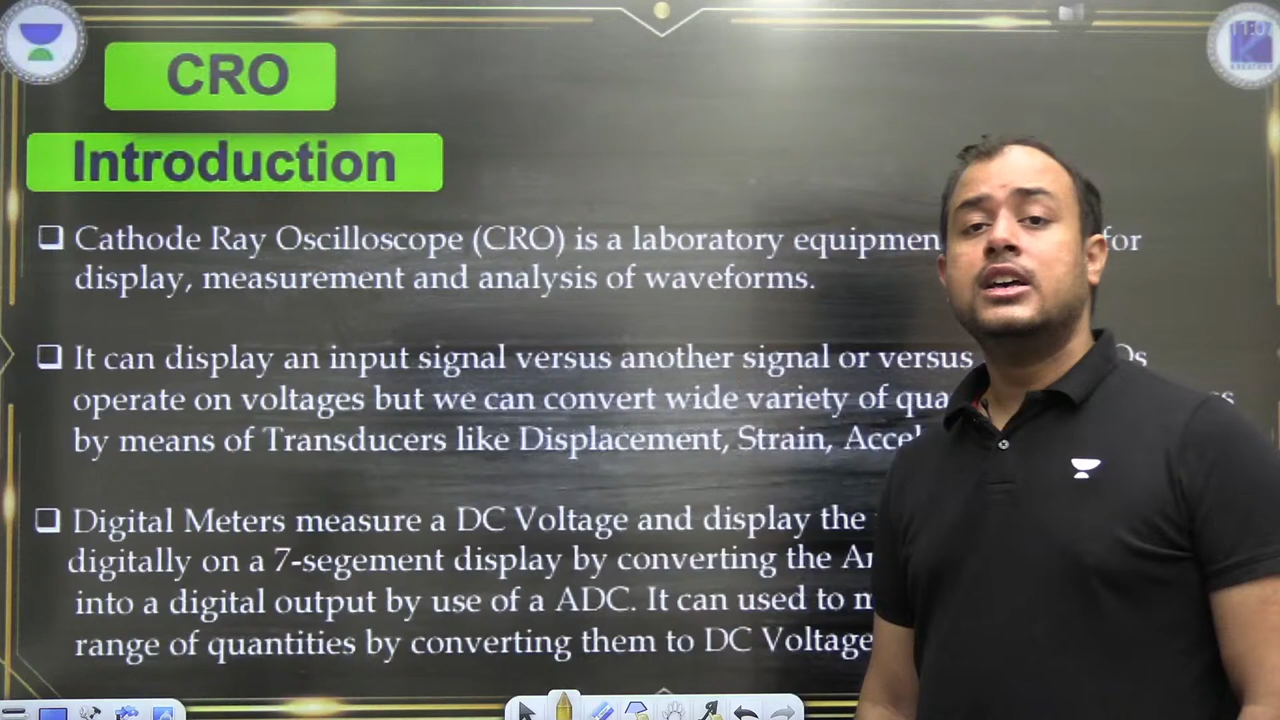 CRO
Introduction
❑ Cathode Ray Oscilloscope (CRO) is a laboratory for
display, measurement and analysis of waveforms.
❑ It can display an input signal versus another signal or versus
operate on voltages but we can convert wide variety of
by means of Transducers like Displacement, Strain,
❑ Digital Meters measure a DC Voltage and display the
digitally on a 7-segement display by converting the
into a digital output by use of a ADC. It can used to
range of quantities by converting them to DC Voltage